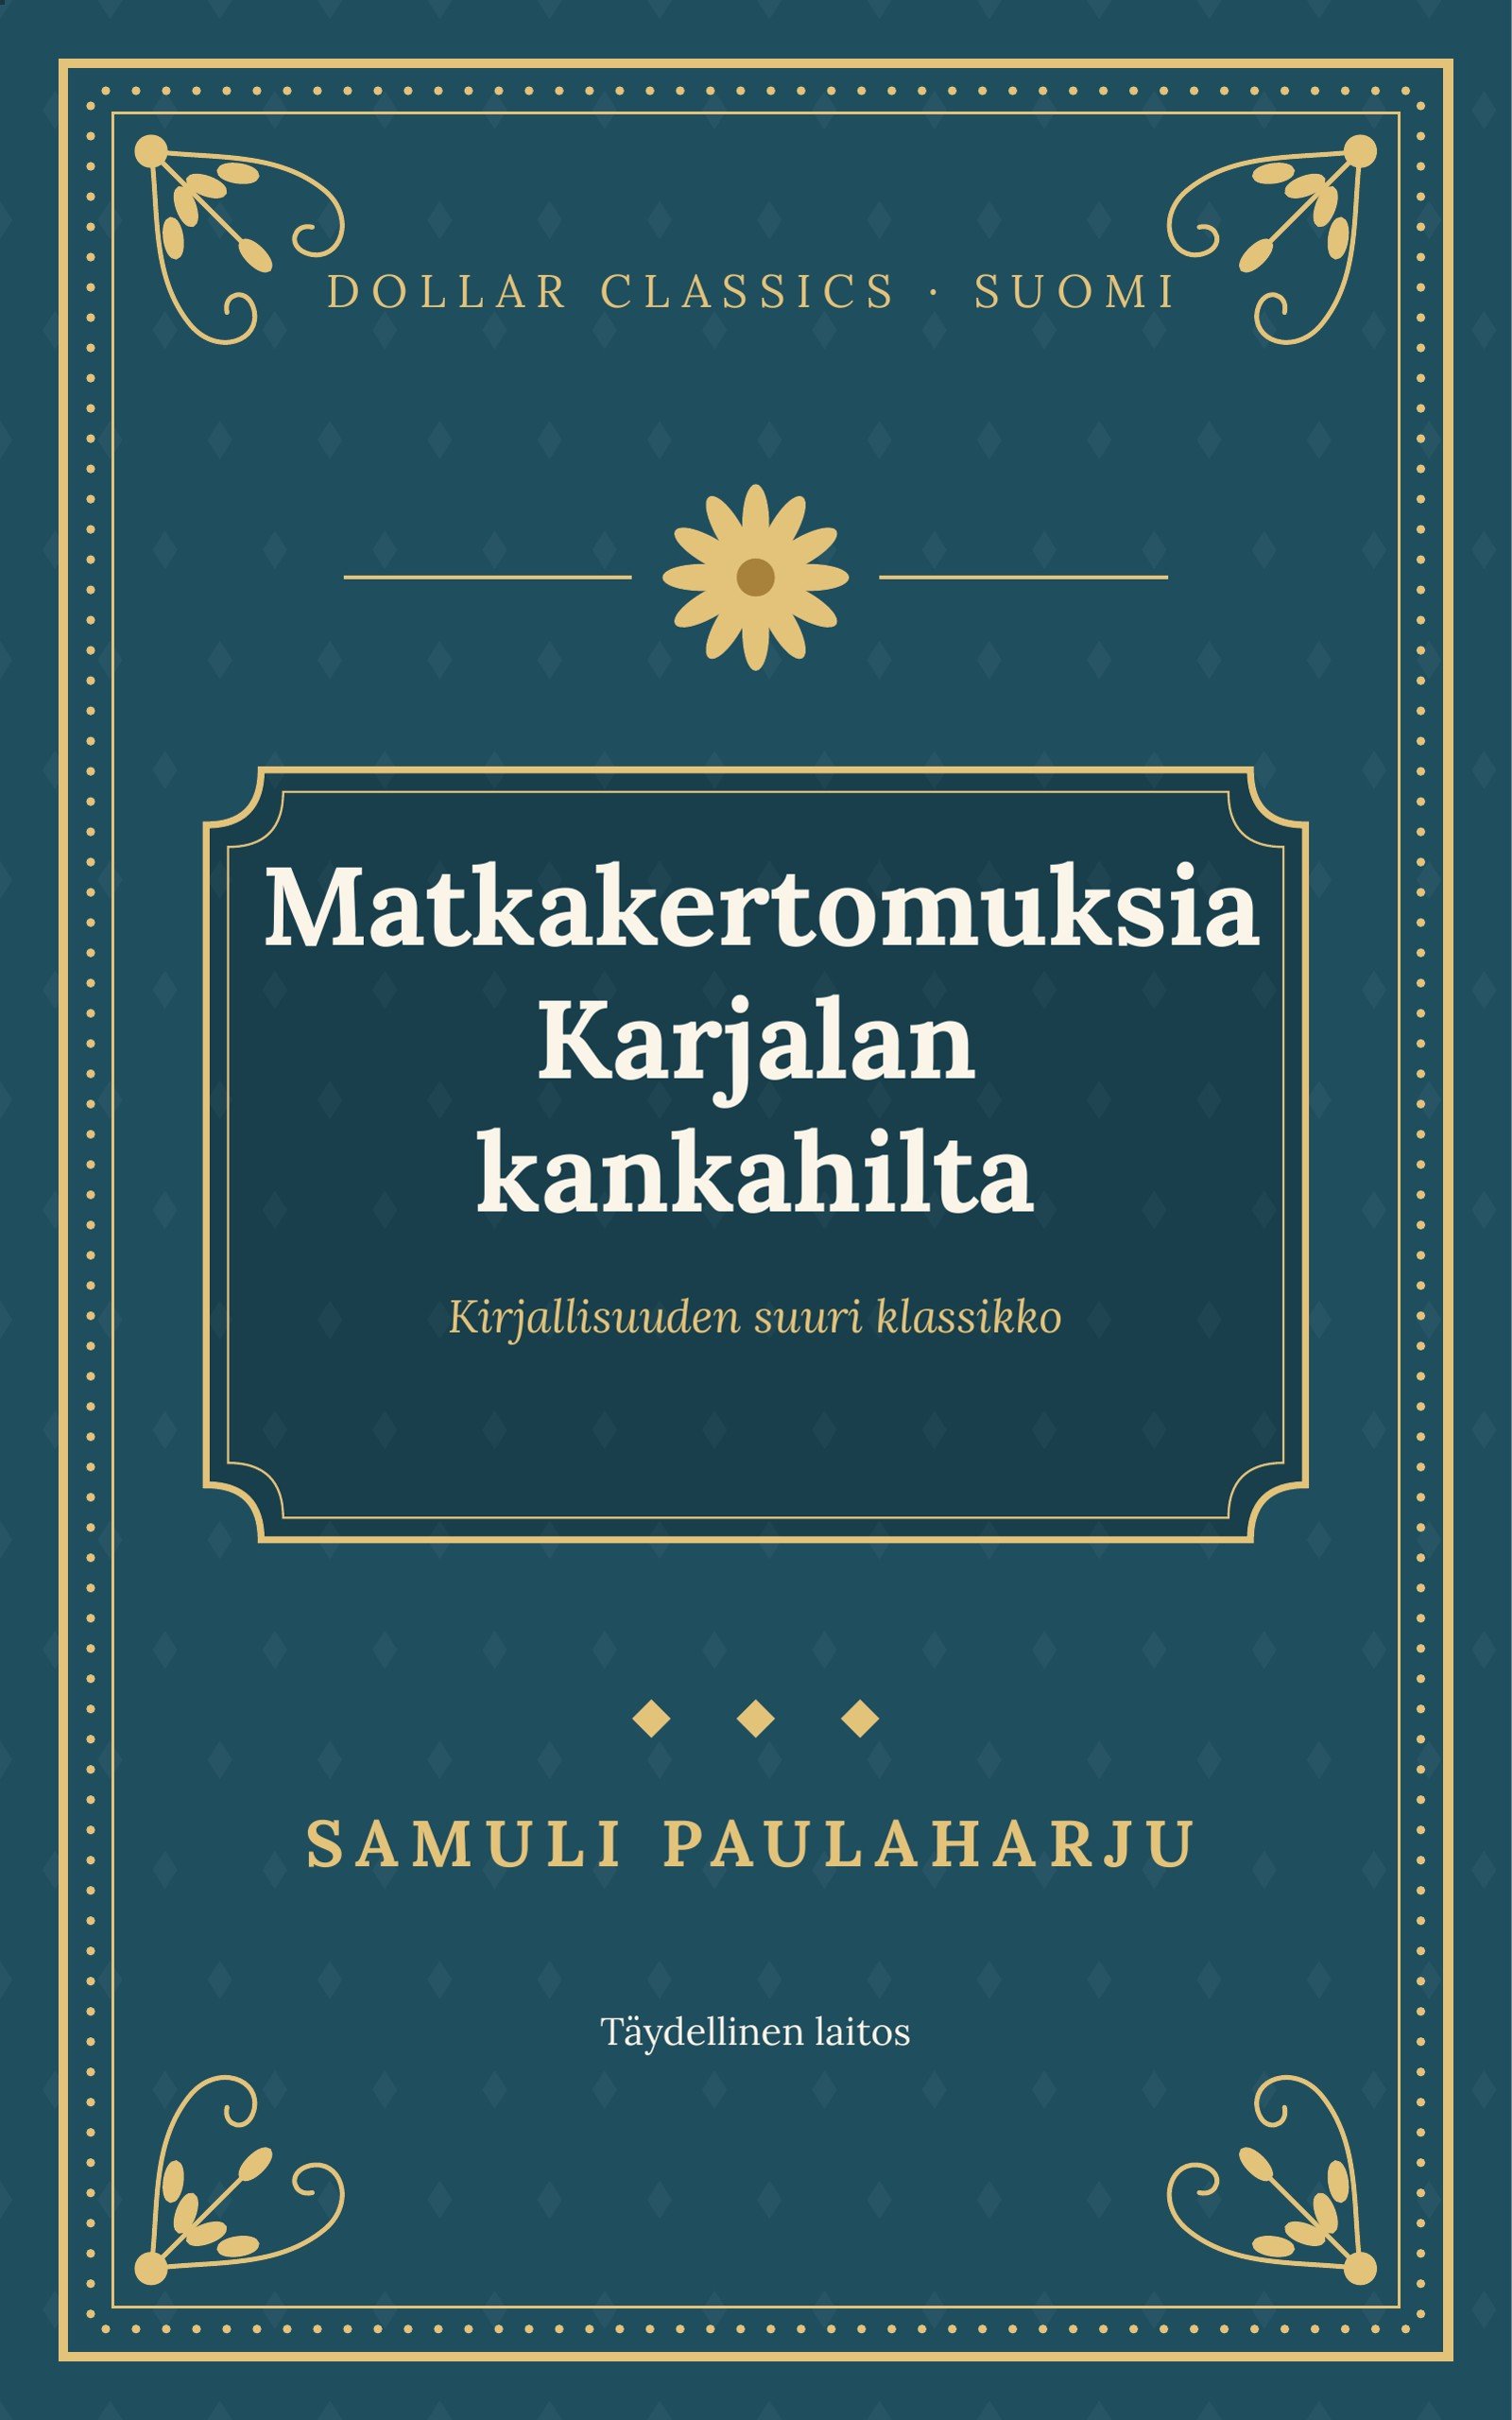 DOLLAR CLASSICS · SUOMI
Matkakertomuksia
Karjalan
kankahilta
Kirjallisuuden suuri klassikko
SAMULI PAULAHARJU
Täydellinen laitos